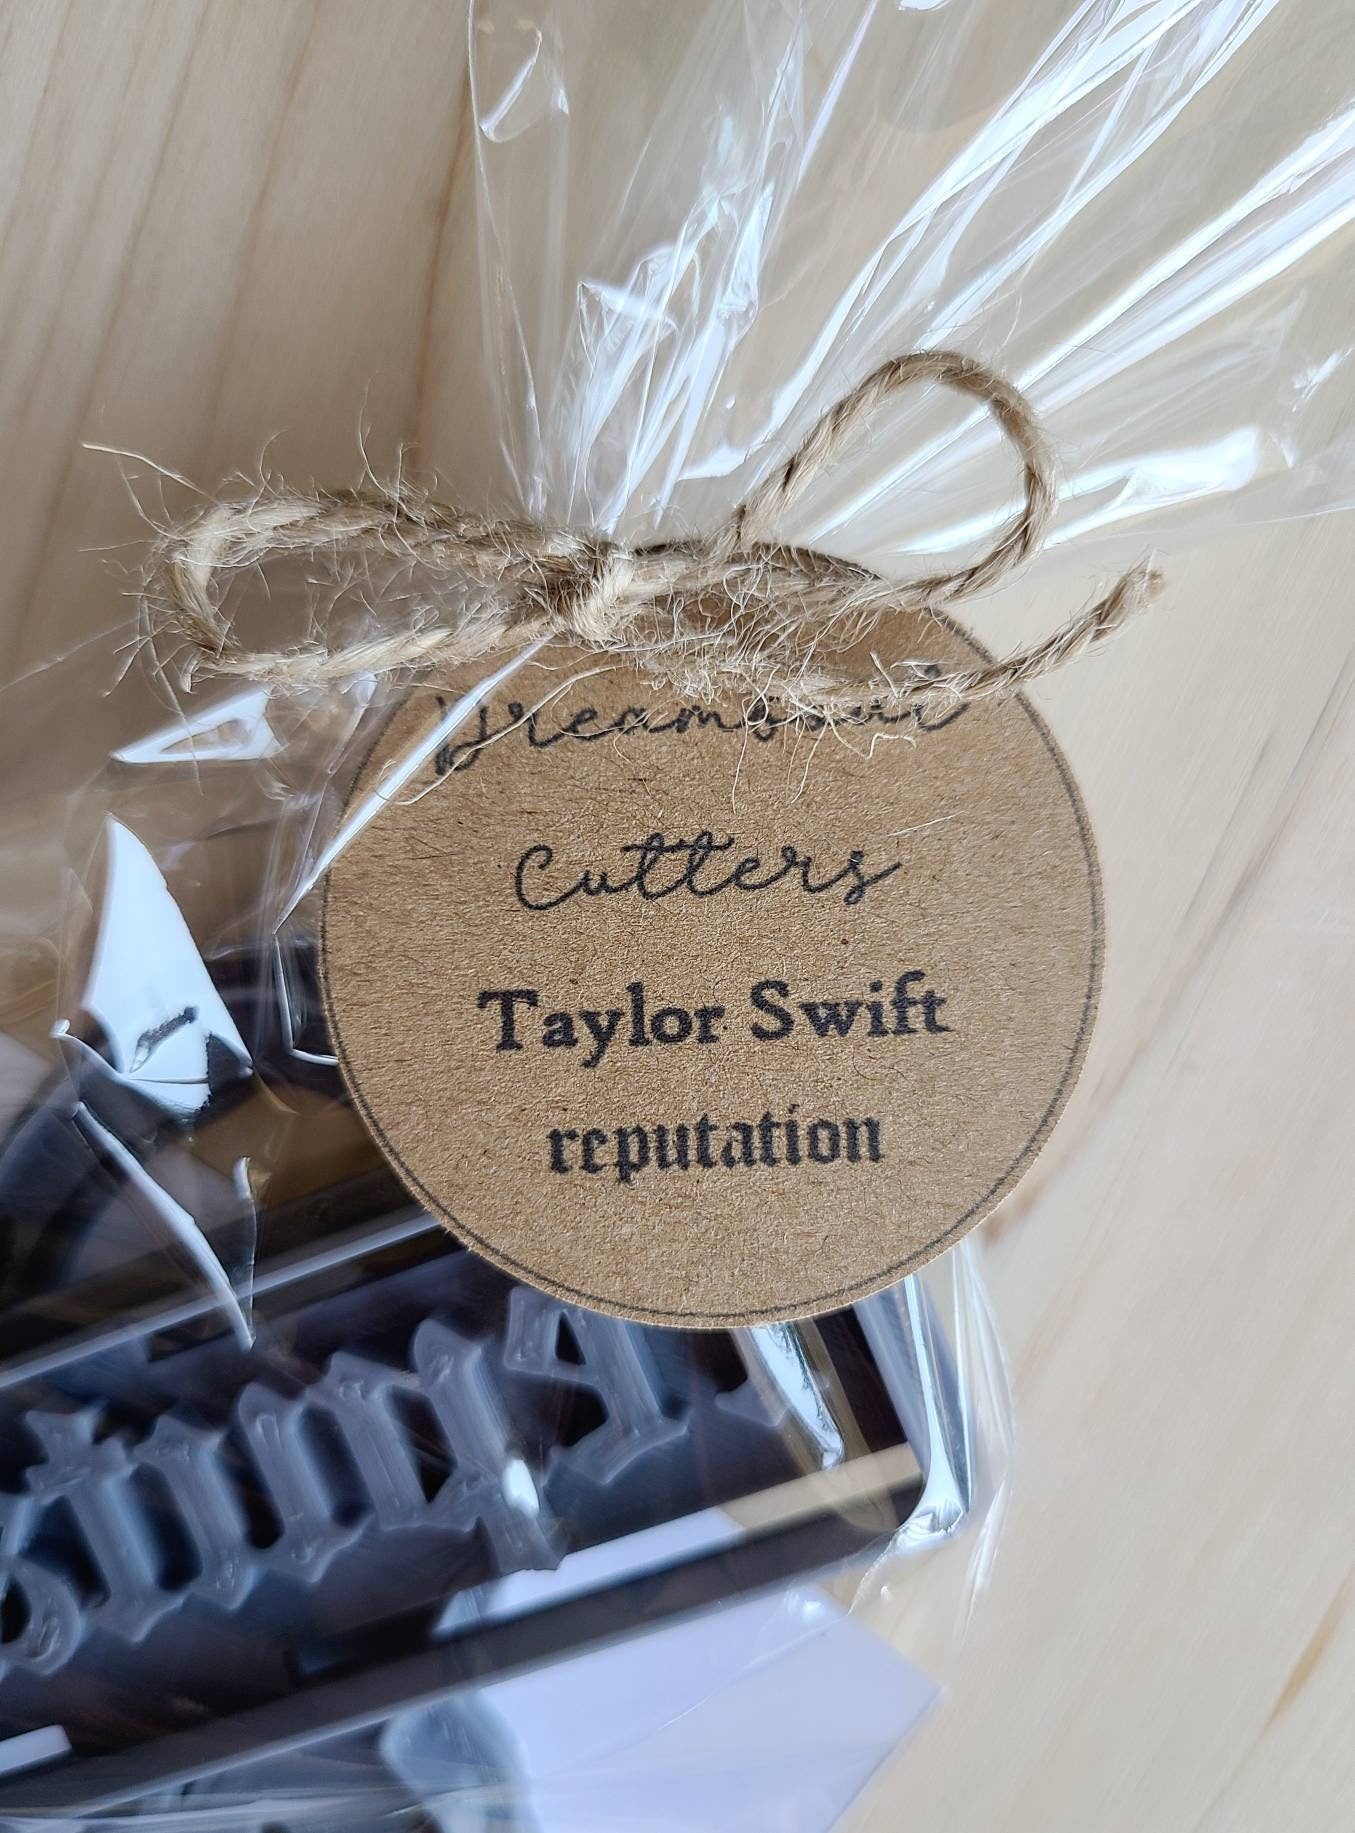 Cutters
Taylor Swift
reputation